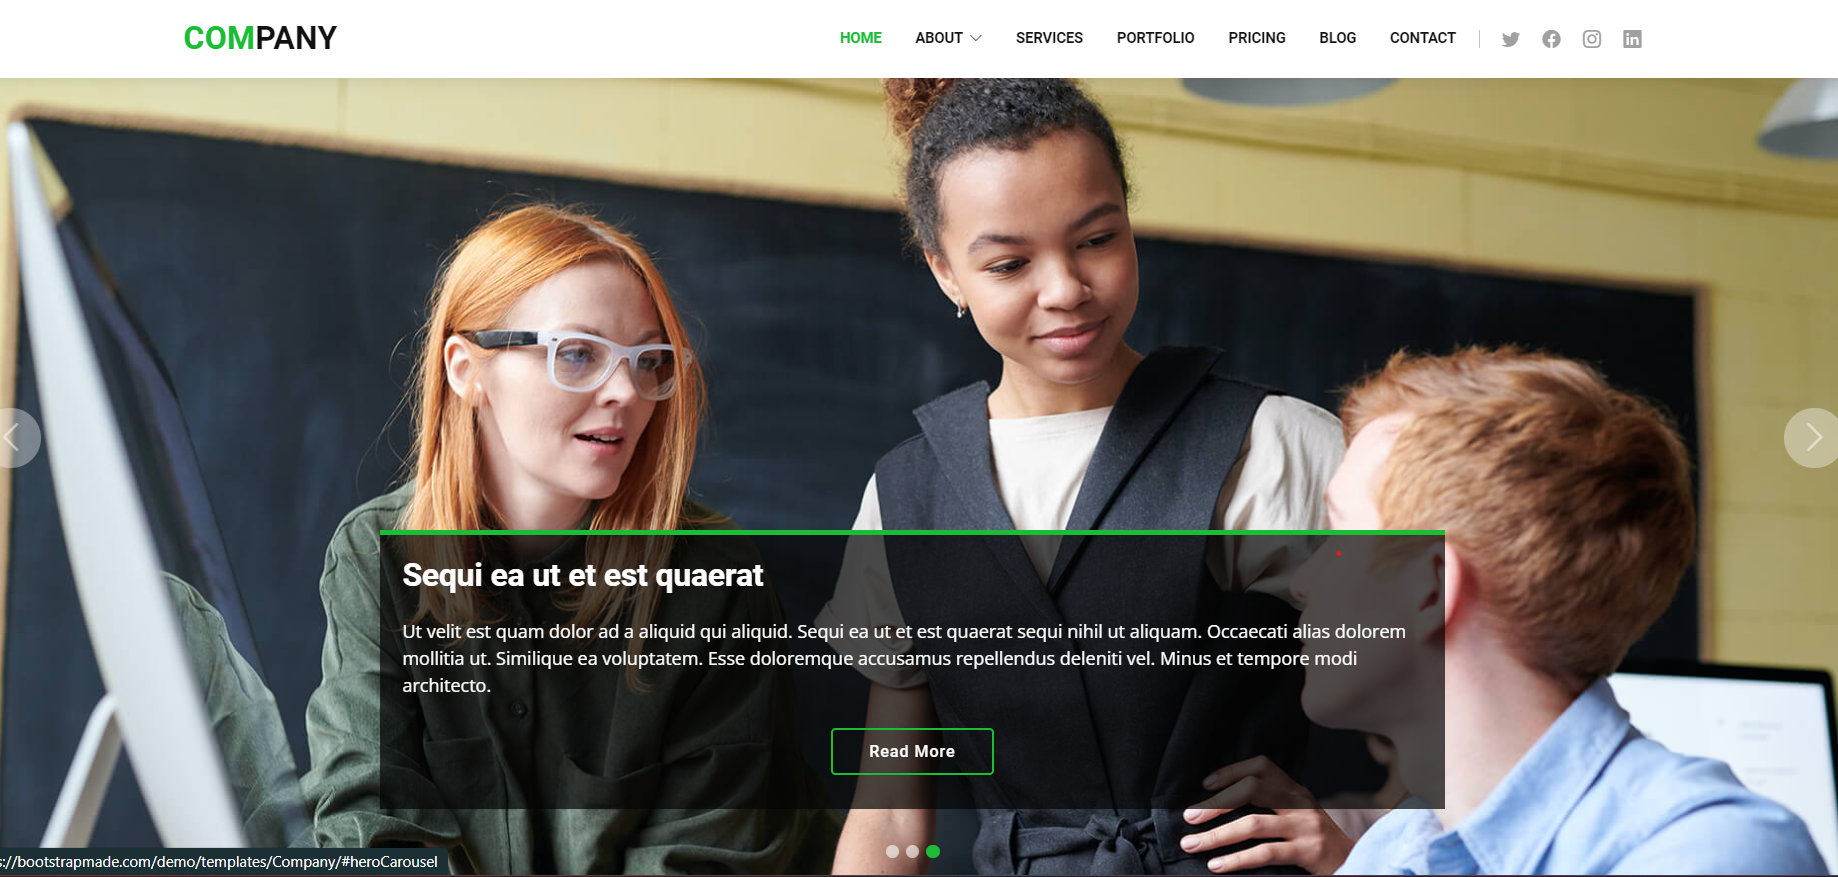 COMPANY
HOME ABOUT SERVICES PORTFOLIO PRICING BLOG CONTACT
Sequi ea ut et est quaerat
Ut velit est quam dolor ad a aliquid qui aliquid. Sequi ea ut et est quaerat sequi nihil ut aliquam. Occaecati alias dolorem
mollitia ut. Similique ea voluptatem. Esse doloremque accusamus repellendus deleniti vel. Minus et tempore modi
architecto.
Read More
s://bootstrapmade.com/demo/templates/Company/#heroCarousel